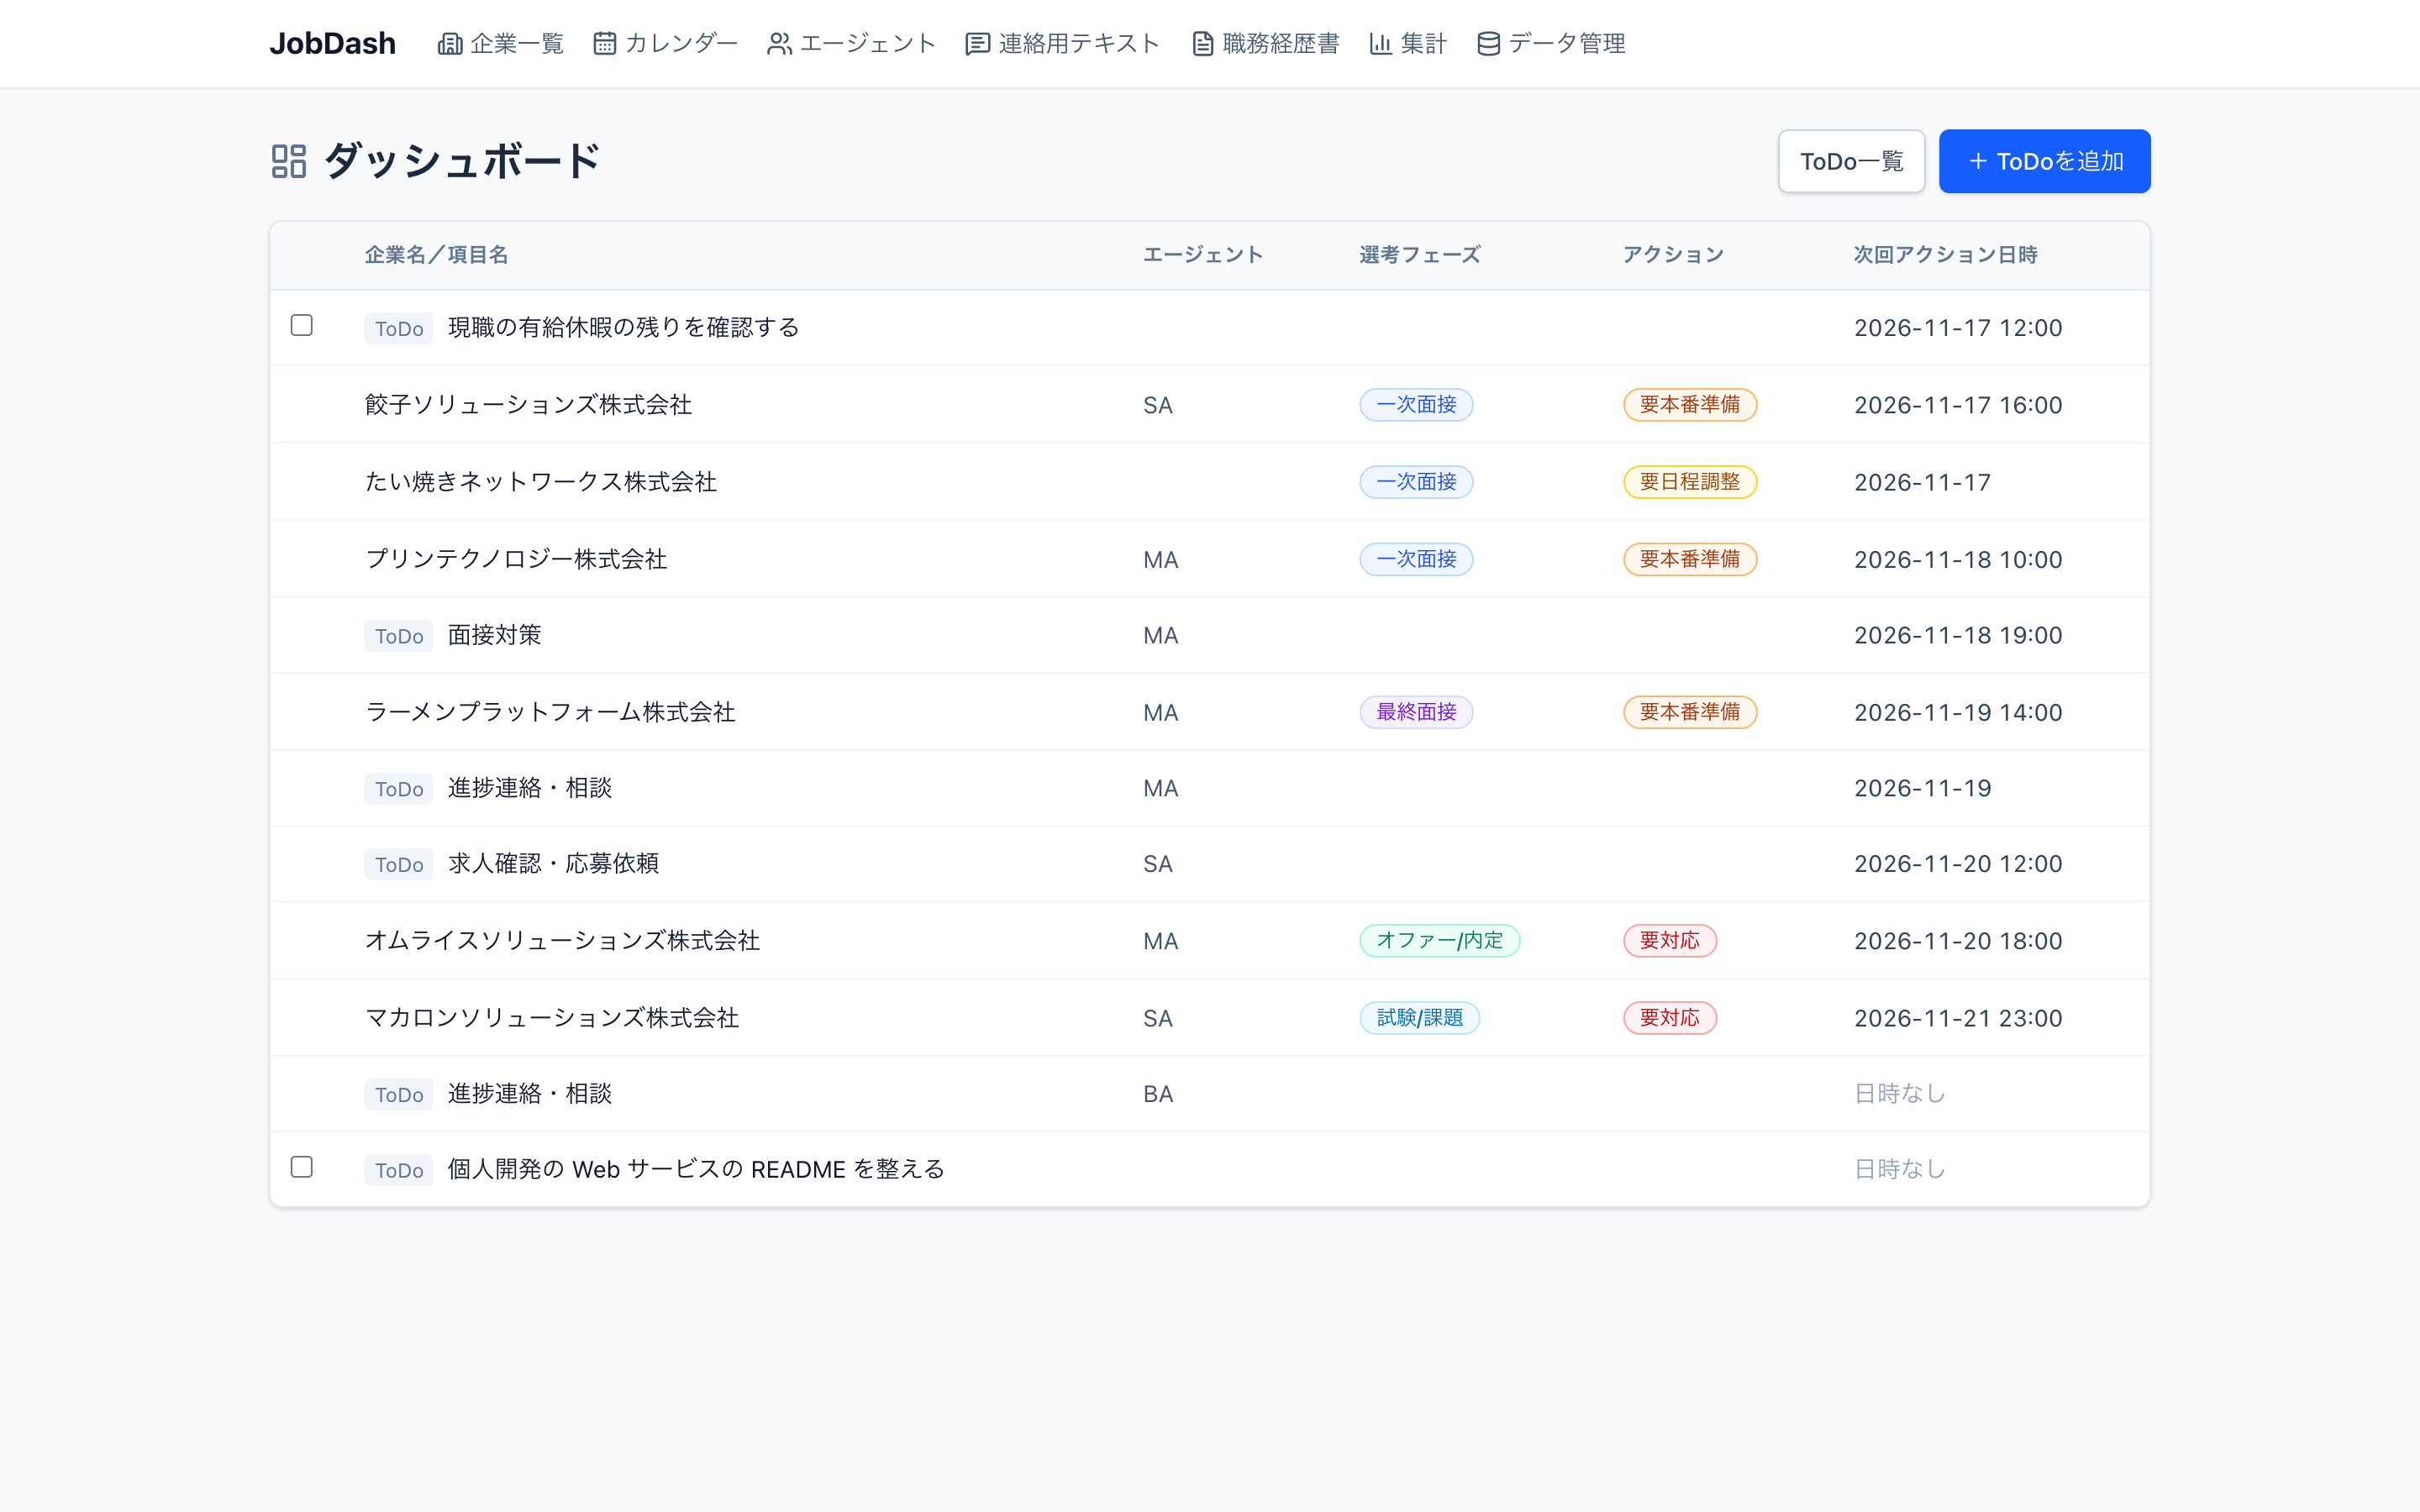 JobDash 企業一覧 カレンダー エージェント 連絡用テキスト 職務経歴書 集計 データ管理
ダッシュボード ToDo一覧 + ToDoを追加
企業名／項目名 エージェント 選考フェーズ アクション 次回アクション日時
ToDo 現職の有給休暇の残りを確認する 2026-11-17 12:00
餃子ソリューションズ株式会社 SA 一次面接 要本番準備 2026-11-17 16:00
たい焼きネットワークス株式会社 一次面接 要日程調整 2026-11-17
プリンテクノロジー株式会社 MA 一次面接 要本番準備 2026-11-18 10:00
ToDo 面接対策 MA 2026-11-18 19:00
ラーメンプラットフォーム株式会社 MA 最終面接 要本番準備 2026-11-19 14:00
ToDo 進捗連絡・相談 MA 2026-11-19
ToDo 求人確認・応募依頼 SA 2026-11-20 12:00
オムライスソリューションズ株式会社 MA オファー/内定 要対応 2026-11-20 18:00
マカロンソリューションズ株式会社 SA 試験/課題 要対応 2026-11-21 23:00
ToDo 進捗連絡・相談 BA 日時なし
ToDo 個人開発の Web サービスの README を整える 日時なし